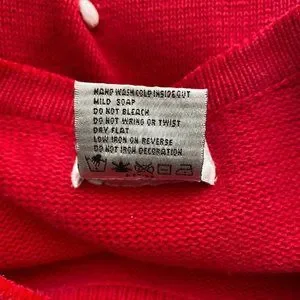 HAND WASH COLD INSIDE OUT
MILD SOAP
DO NOT BLEACH
DO NOT WRING OR TWIST
DRY FLAT
LOW IRON ON REVERSE
DO NOT IRON DECORATION